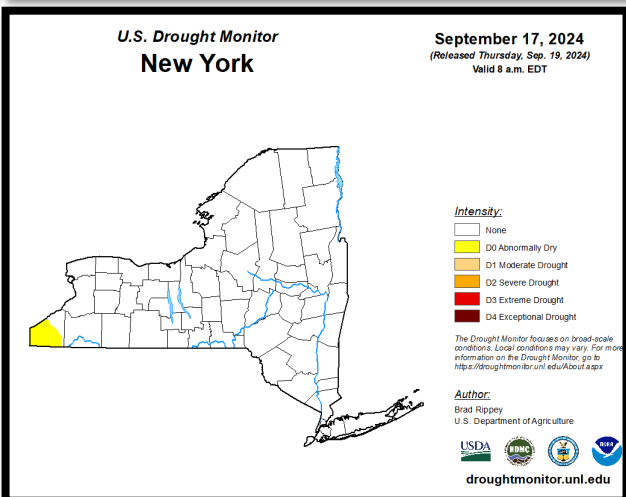 U.S. Drought Monitor
New York
September 17, 2024
(Released Thursday, Sep. 19, 2024)
Valid 8 a.m. EDT
Intensity:
None
D0 Abnormally Dry
D1 Moderate Drought
D2 Severe Drought
D3 Extreme Drought
D4 Exceptional Drought
The Drought Monitor focuses on broad-scale
conditions. Local conditions may vary. For more
information on the Drought Monitor, go to
https://droughtmonitor.unl.edu/About.aspx
Author:
Brad Rippey
U.S. Department of Agriculture
USDA NDMC NOAA
droughtmonitor.unl.edu